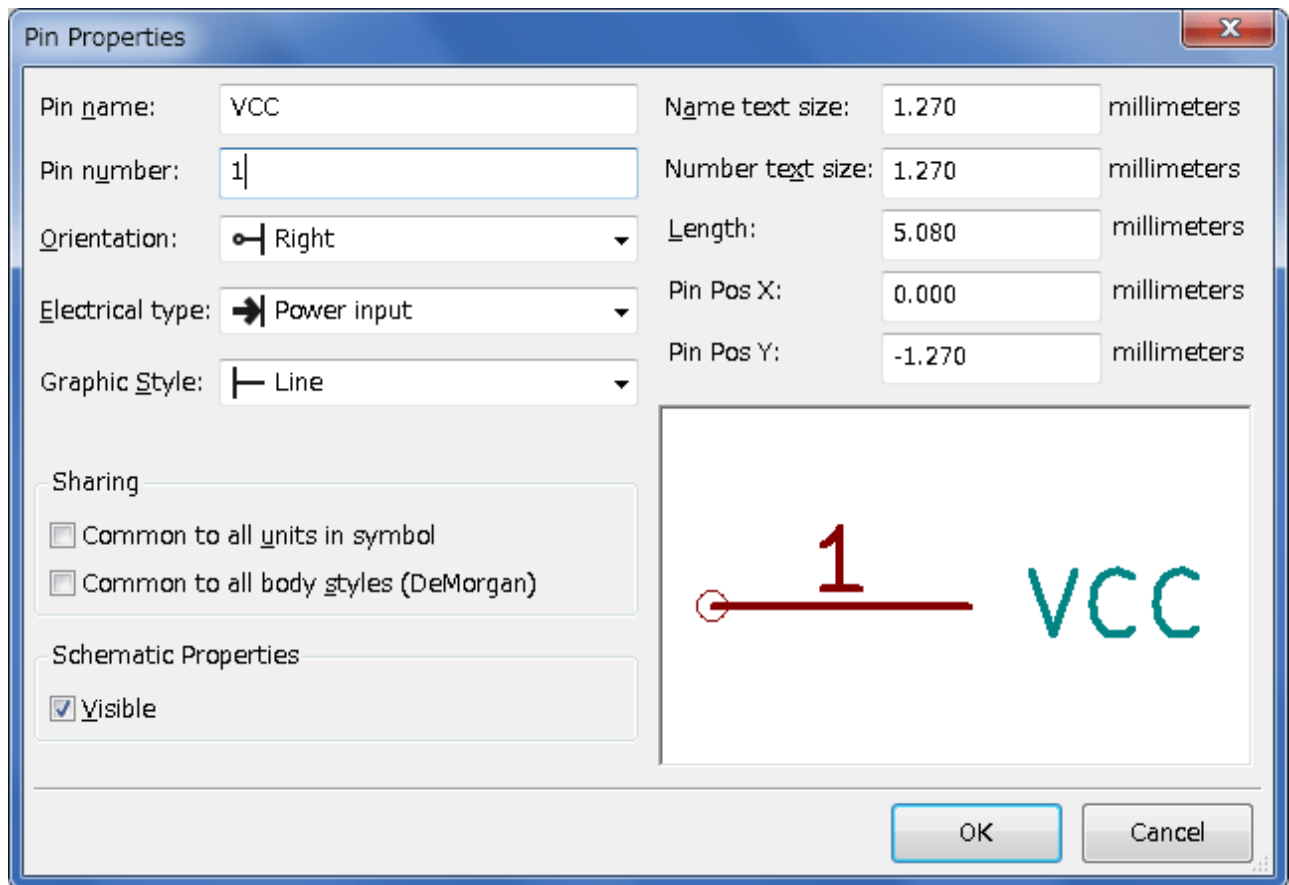 Pin Properties
Pin name: VCC
Pin number: 1
Orientation: Right
Electrical type: Power input
Graphic Style: Line
Name text size: 1.270 millimeters
Number text size: 1.270 millimeters
Length: 5.080 millimeters
Pin Pos X: 0.000 millimeters
Pin Pos Y: -1.270 millimeters
Sharing
Common to all units in symbol
Common to all body styles (DeMorgan)
Schematic Properties
Visible
1
VCC
OK
Cancel